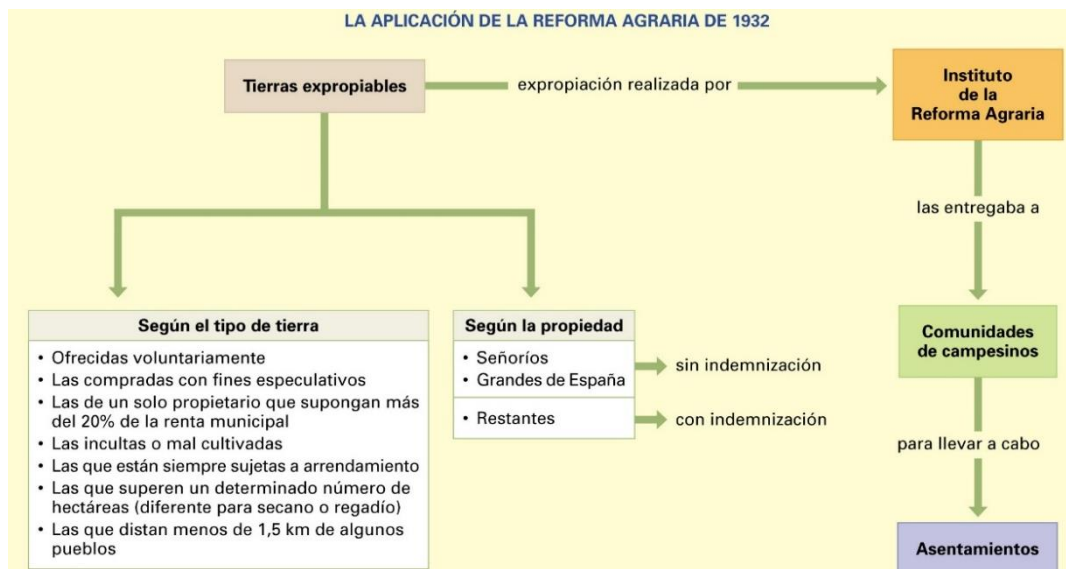 LA APLICACIÓN DE LA REFORMA AGRARIA DE 1932
Tierras expropiables
expropiación realizada por
Instituto
de la
Reforma Agraria
las entregaba a
Según el tipo de tierra
• Ofrecidas voluntariamente
• Las compradas con fines especulativos
• Las de un solo propietario que supongan más
del 20% de la renta municipal
• Las incultas o mal cultivadas
• Las que están siempre sujetas a arrendamiento
• Las que superen un determinado número de
hectáreas (diferente para secano o regadío)
• Las que distan menos de 1,5 km de algunos
pueblos
Según la propiedad
• Señoríos
• Grandes de España
sin indemnización
• Restantes
con indemnización
Comunidades
de campesinos
para llevar a cabo
Asentamientos